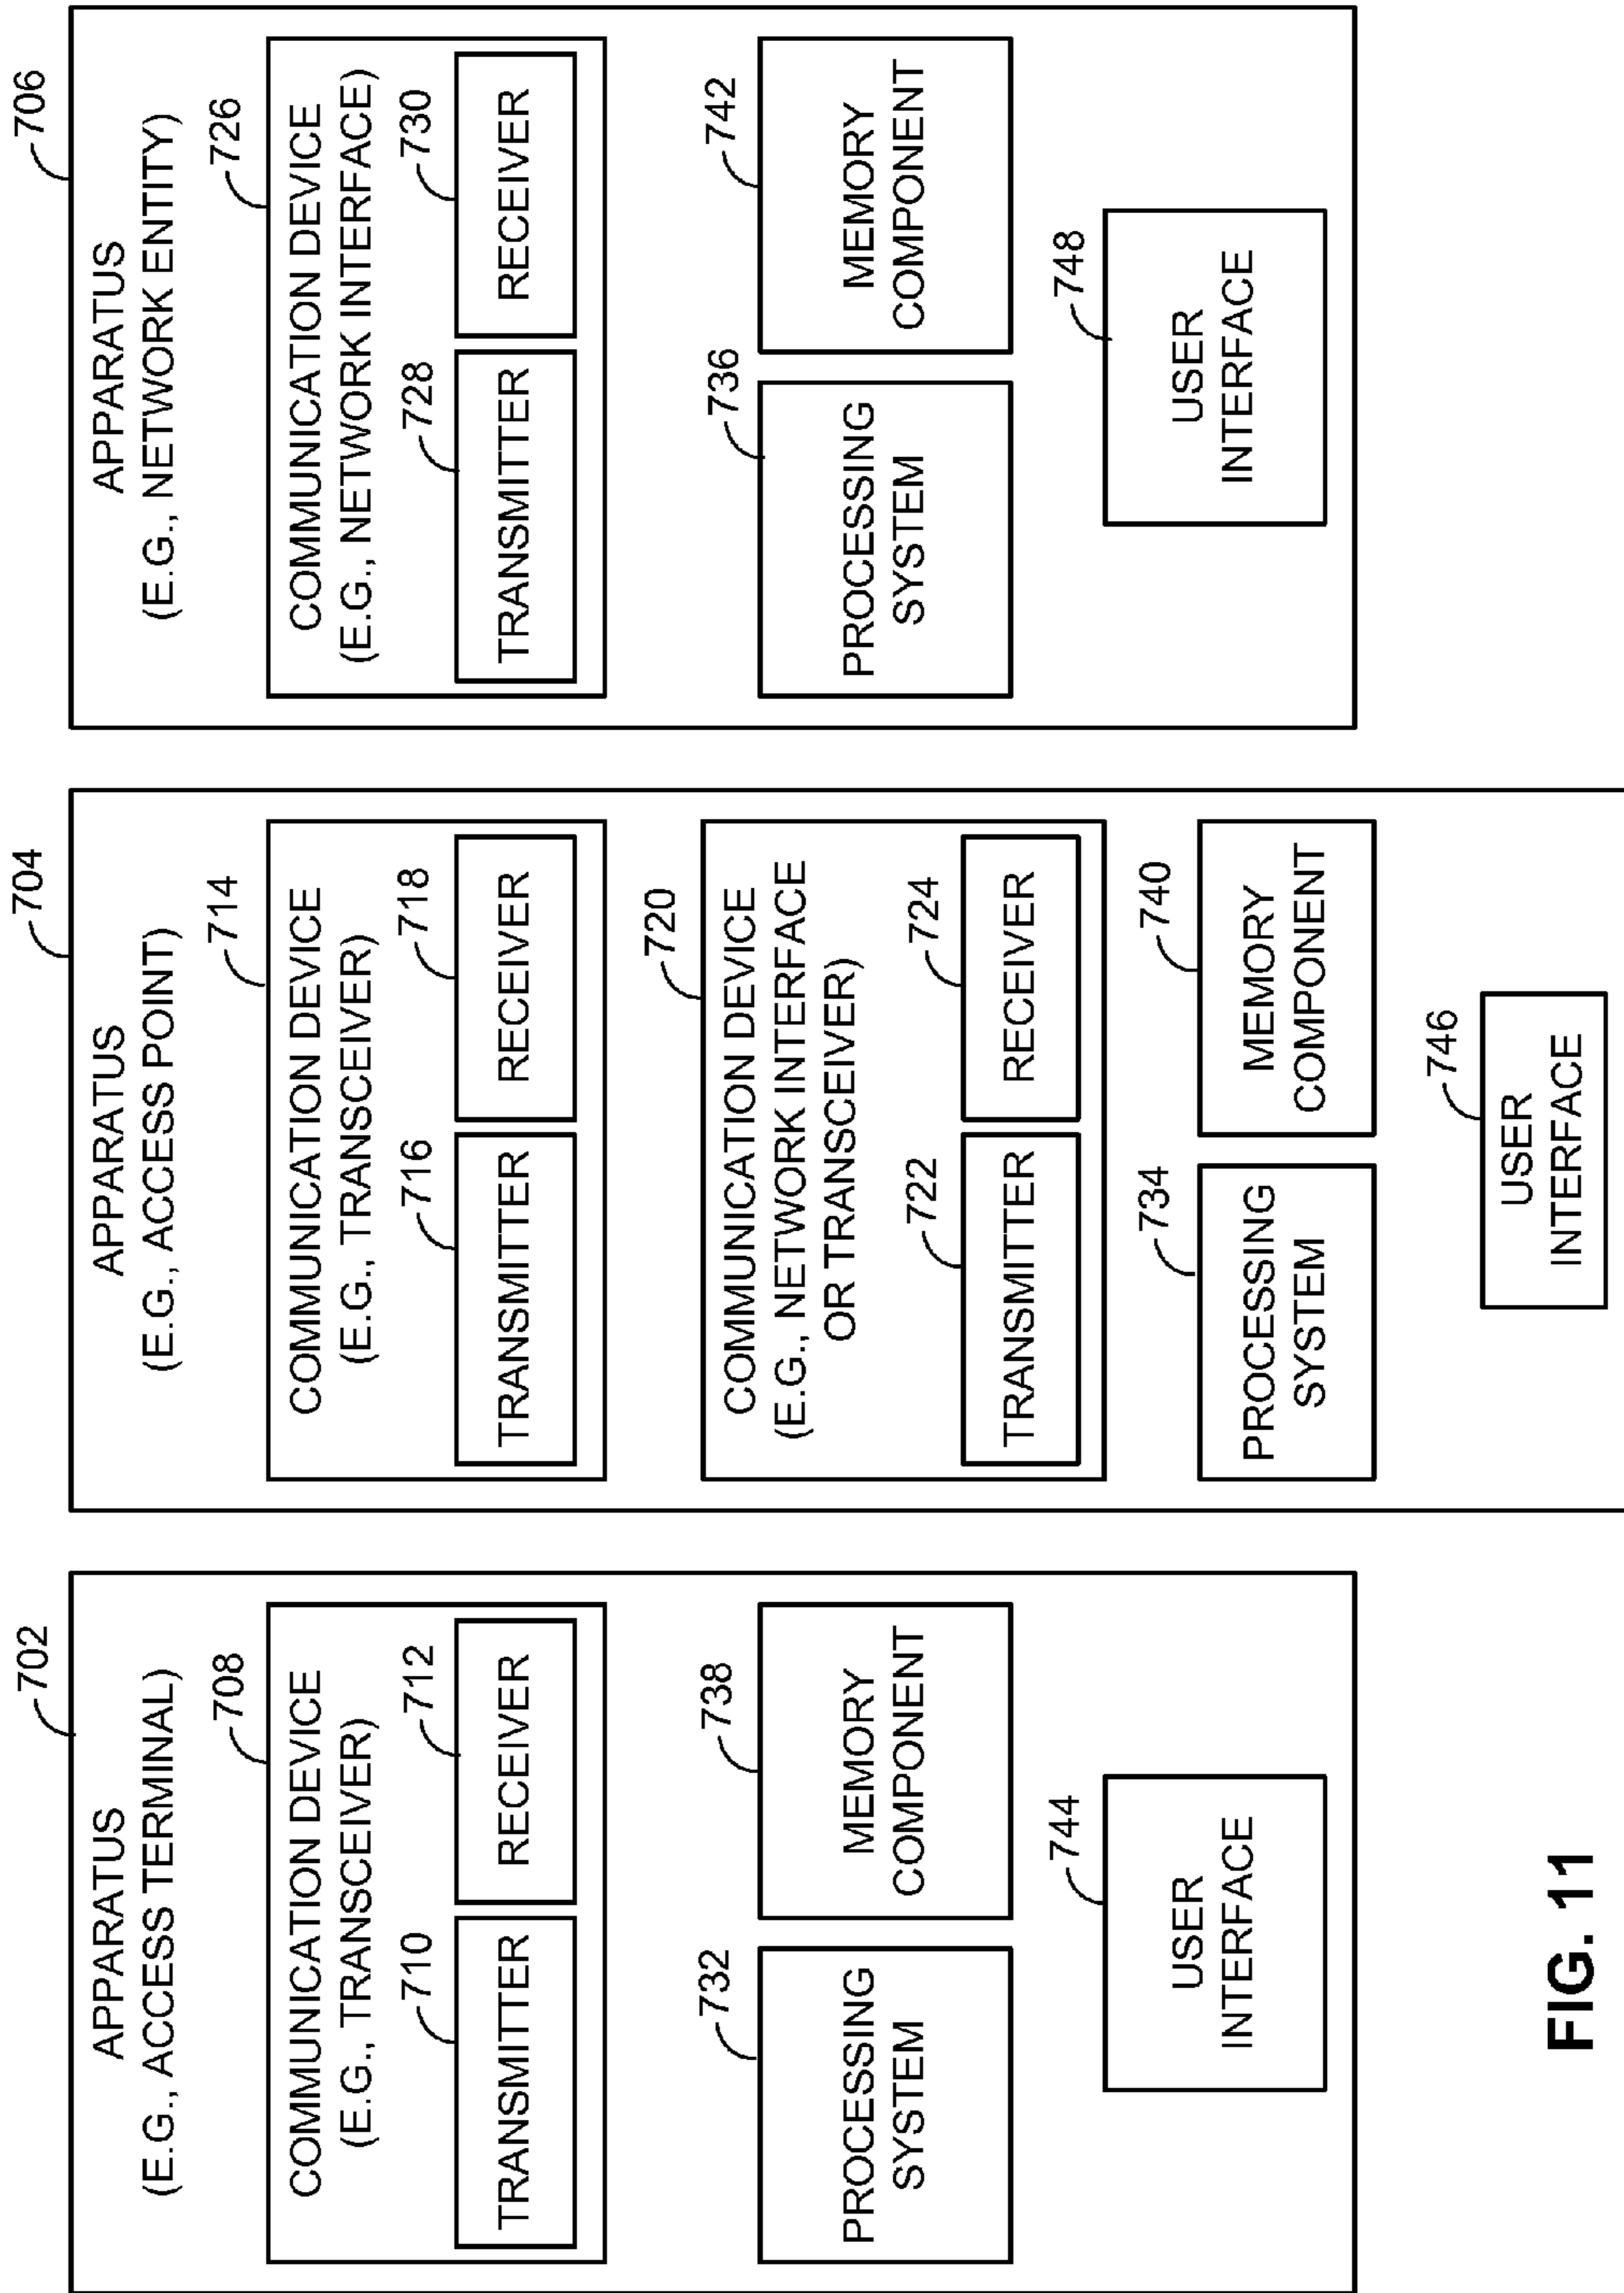 702
APPARATUS
(E.G., ACCESS TERMINAL)
708
COMMUNICATION DEVICE
(E.G., TRANSCEIVER)
710
712
TRANSMITTER
RECEIVER
732
738
PROCESSING
SYSTEM
MEMORY
COMPONENT
744
USER
INTERFACE
704
APPARATUS
(E.G., ACCESS POINT)
714
COMMUNICATION DEVICE
(E.G., TRANSCEIVER)
716
718
TRANSMITTER
RECEIVER
720
COMMUNICATION DEVICE
(E.G., NETWORK INTERFACE
OR TRANSCEIVER)
722
724
TRANSMITTER
RECEIVER
734
740
PROCESSING
SYSTEM
MEMORY
COMPONENT
746
USER
INTERFACE
706
APPARATUS
(E.G., NETWORK ENTITY)
726
COMMUNICATION DEVICE
(E.G., NETWORK INTERFACE)
728
730
TRANSMITTER
RECEIVER
736
742
PROCESSING
SYSTEM
MEMORY
COMPONENT
748
USER
INTERFACE
FIG. 11